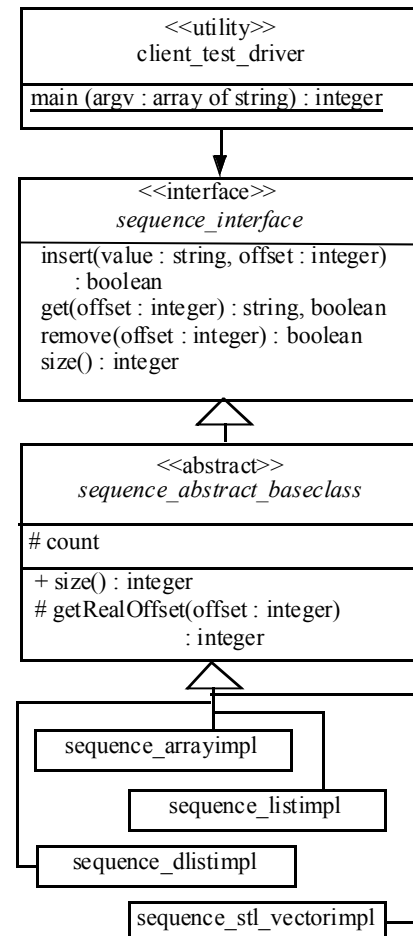 <<utility>>
client_test_driver
main (argv : array of string) : integer
<<interface>>
sequence_interface
insert(value : string, offset : integer)
: boolean
get(offset : integer) : string, boolean
remove(offset : integer) : boolean
size() : integer
<<abstract>>
sequence_abstract_baseclass
# count
+ size() : integer
# getRealOffset(offset : integer)
: integer
sequence_arrayimpl
sequence_listimpl
sequence_dlistimpl
sequence_stl_vectorimpl